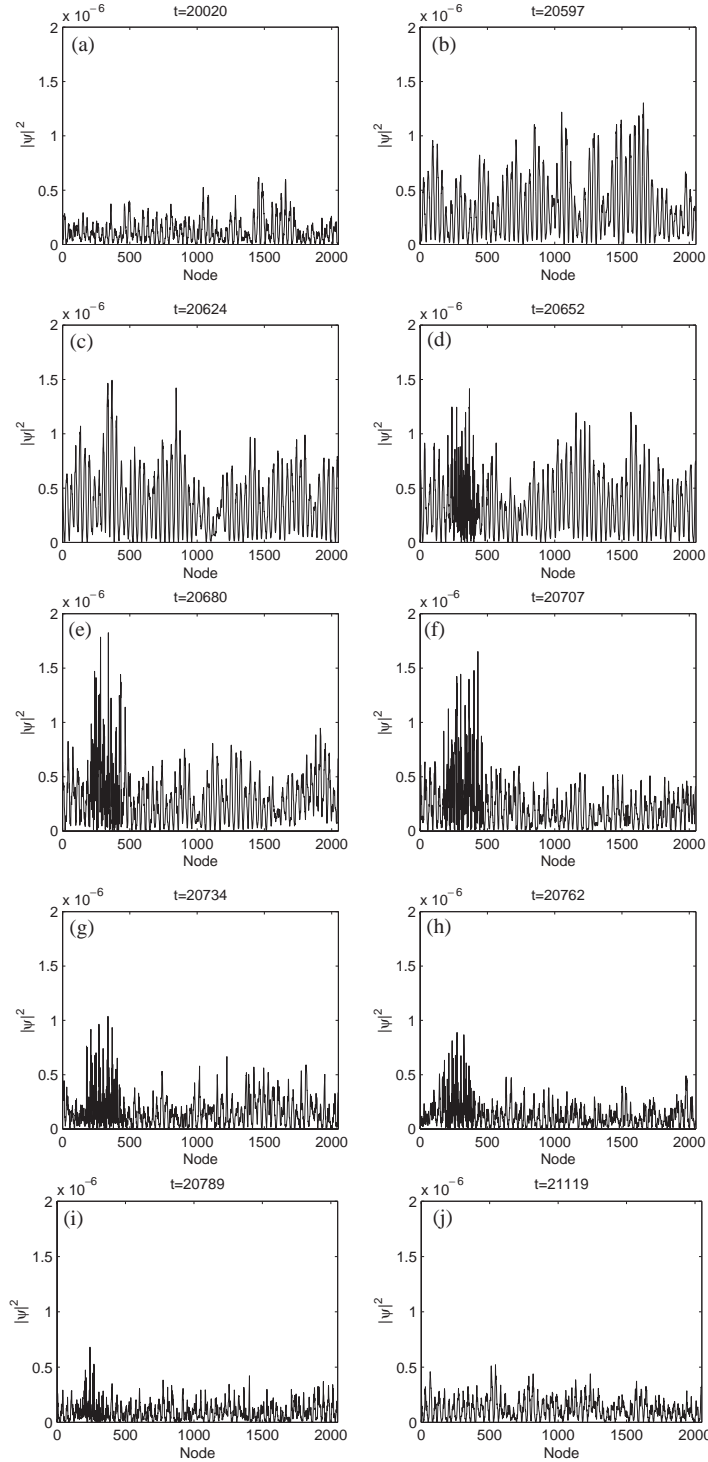 x 10⁻⁶ t=20020
(a)
2
1.5
1
0.5
0
|ψ|²
0 500 1000 1500 2000
Node
x 10⁻⁶ t=20597
(b)
2
1.5
1
0.5
0
|ψ|²
0 500 1000 1500 2000
Node
x 10⁻⁶ t=20624
(c)
2
1.5
1
0.5
0
|ψ|²
0 500 1000 1500 2000
Node
x 10⁻⁶ t=20652
(d)
2
1.5
1
0.5
0
|ψ|²
0 500 1000 1500 2000
Node
x 10⁻⁶ t=20680
(e)
2
1.5
1
0.5
0
|ψ|²
0 500 1000 1500 2000
Node
x 10⁻⁶ t=20707
(f)
2
1.5
1
0.5
0
|ψ|²
0 500 1000 1500 2000
Node
x 10⁻⁶ t=20734
(g)
2
1.5
1
0.5
0
|ψ|²
0 500 1000 1500 2000
Node
x 10⁻⁶ t=20762
(h)
2
1.5
1
0.5
0
|ψ|²
0 500 1000 1500 2000
Node
x 10⁻⁶ t=20789
(i)
2
1.5
1
0.5
0
|ψ|²
0 500 1000 1500 2000
Node
x 10⁻⁶ t=21119
(j)
2
1.5
1
0.5
0
|ψ|²
0 500 1000 1500 2000
Node